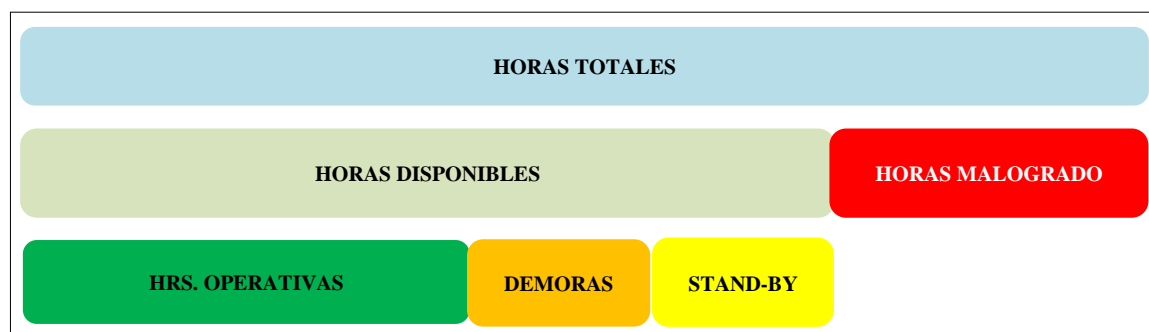 HORAS TOTALES
HORAS DISPONIBLES HORAS MALOGRADO
HRS. OPERATIVAS DEMORAS STAND-BY